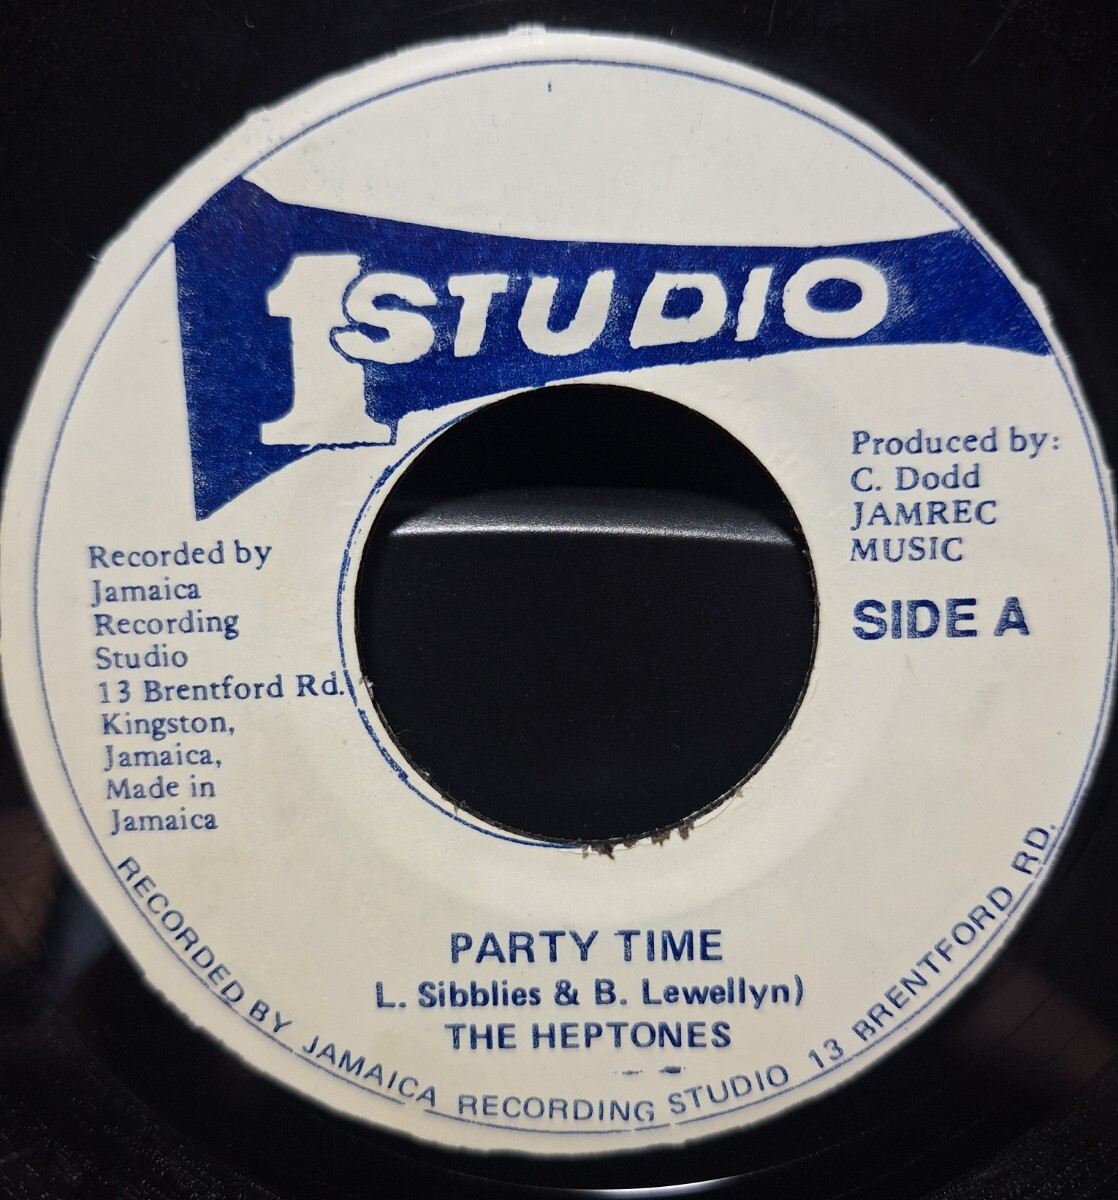 1 STUDIO
Produced by:
C. Dodd
JAMREC
MUSIC
SIDE A
Recorded by
Jamaica
Recording
Studio
13 Brentford Rd.
Kingston,
Jamaica,
Made in
Jamaica
PARTY TIME
L. Sibblies & B. Lewellyn)
THE HEPTONES
RECORDED BY JAMAICA RECORDING STUDIO 13 BRENTFORD RD.